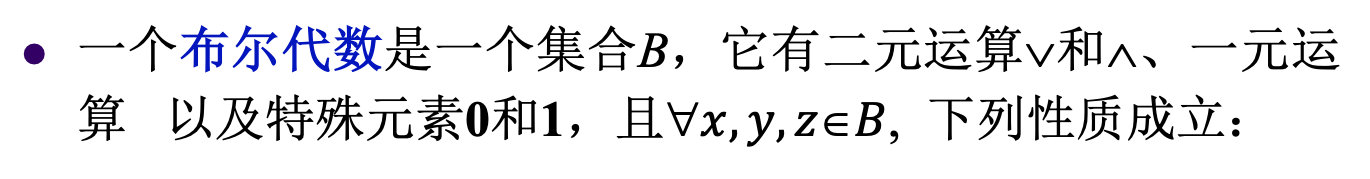 • 一个布尔代数是一个集合B，它有二元运算∨和∧、一元运
算 以及特殊元素0和1，且∀x,y,z∈B, 下列性质成立：